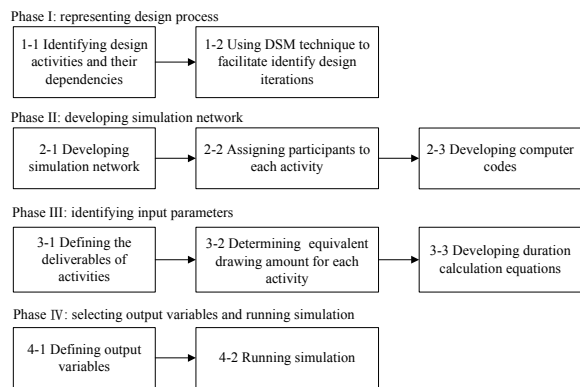 Phase I: representing design process
1-1 Identifying design
activities and their
dependencies
1-2 Using DSM technique to
facilitate identify design
iterations
Phase II: developing simulation network
2-1 Developing
simulation network
2-2 Assigning participants to
each activity
2-3 Developing computer
codes
Phase III: identifying input parameters
3-1 Defining the
deliverables of
activities
3-2 Determining equivalent
drawing amount for each
activity
3-3 Developing duration
calculation equations
Phase Ⅳ: selecting output variables and running simulation
4-1 Defining output
variables
4-2 Running simulation